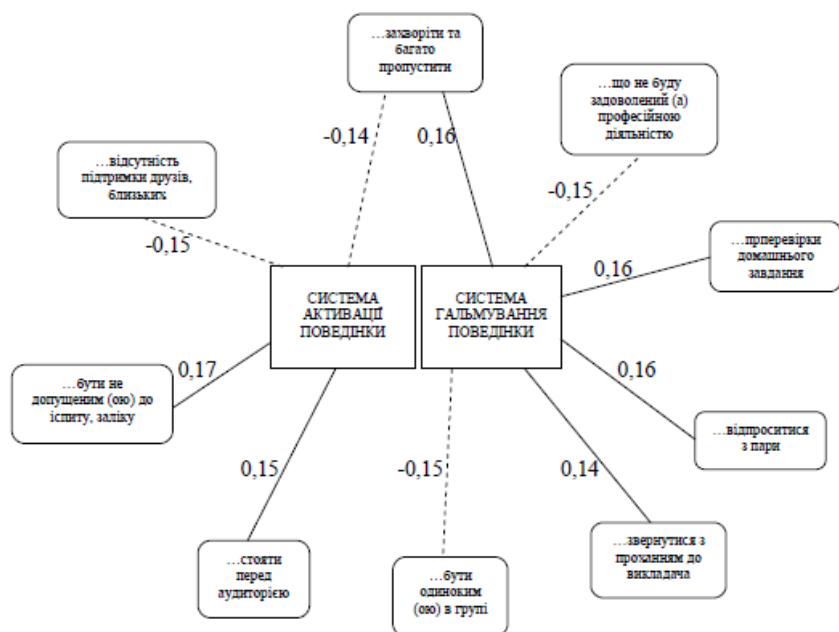 …захворіти та
багато
пропустити
…що не буду
задоволений (а)
професійною
діяльністю
-0,14
0,16
…відсутність
підтримки друзів,
близьких
-0,15
-0,15
…прперевірки
домашнього
завдання
0,16
СИСТЕМА
АКТИВАЦІЇ
ПОВЕДІНКИ
СИСТЕМА
ГАЛЬМУВАННЯ
ПОВЕДІНКИ
0,17
0,16
…бути не
допущеним (ою) до
іспиту, заліку
…відпроситися
з пари
0,15
-0,15
0,14
…стояти
перед
аудиторією
…бути
одиноким
(ою) в групі
…звернутися з
проханням до
викладача